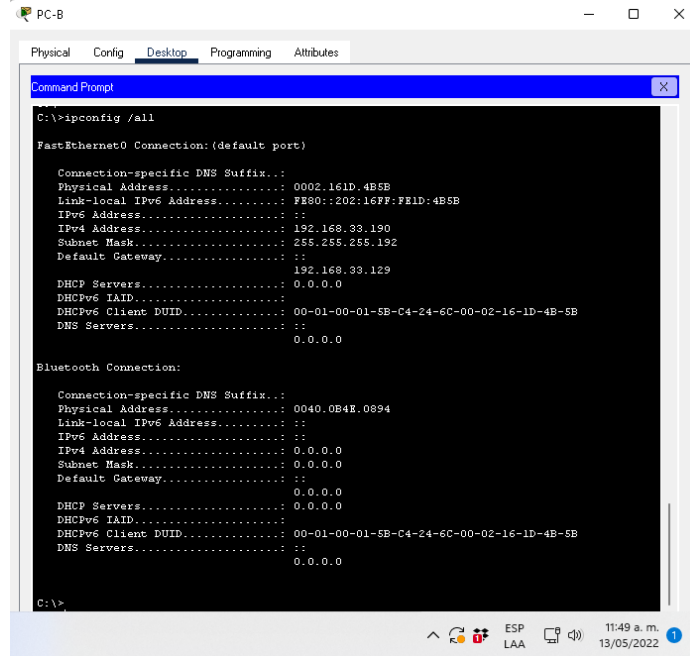 PC-B
Physical Config Desktop Programming Attributes
Command Prompt X
C:\>ipconfig /all
FastEthernet0 Connection:(default port)
Connection-specific DNS Suffix..:
Physical Address................: 0002.161D.4B5B
Link-local IPv6 Address.........: FE80::202:16FF:FE1D:4B5B
IPv6 Address....................: ::
IPv4 Address....................: 192.168.33.190
Subnet Mask.....................: 255.255.255.192
Default Gateway.................: ::
192.168.33.129
DHCP Servers....................: 0.0.0.0
DHCPv6 IAID.....................:
DHCPv6 Client DUID..............: 00-01-00-01-5B-C4-24-6C-00-02-16-1D-4B-5B
DNS Servers.....................: ::
0.0.0.0
Bluetooth Connection:
Connection-specific DNS Suffix..:
Physical Address................: 0040.0B4E.0894
Link-local IPv6 Address.........: ::
IPv6 Address....................: ::
IPv4 Address....................: 0.0.0.0
Subnet Mask.....................: 0.0.0.0
Default Gateway.................: ::
0.0.0.0
DHCP Servers....................: 0.0.0.0
DHCPv6 IAID.....................:
DHCPv6 Client DUID..............: 00-01-00-01-5B-C4-24-6C-00-02-16-1D-4B-5B
DNS Servers.....................: ::
0.0.0.0
C:\>
ESP 11:49 a. m.
LAA 13/05/2022 1